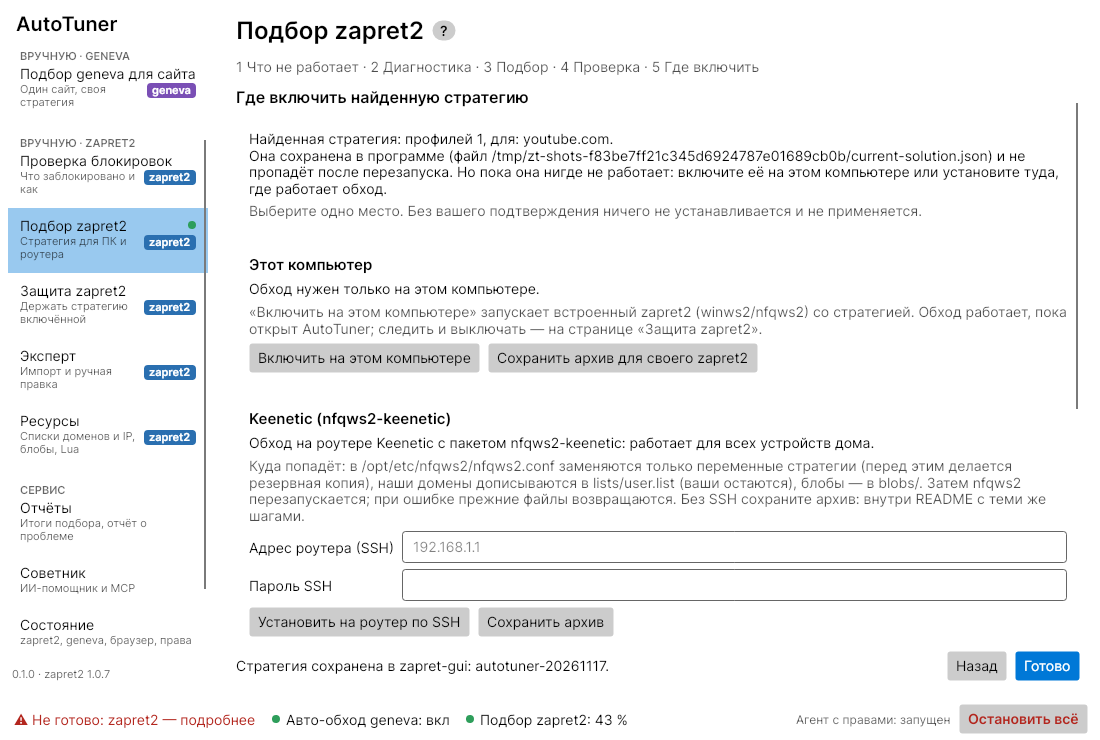 AutoTuner
ВРУЧНУЮ · GENEVA
Подбор geneva для сайта
Один сайт, своя
стратегия
geneva
ВРУЧНУЮ · ZAPRET2
Проверка блокировок
Что заблокировано и
как
zapret2
Подбор zapret2
Стратегия для ПК и
роутера
zapret2
Защита zapret2
Держать стратегию
включённой
zapret2
Эксперт
Импорт и ручная
правка
zapret2
Ресурсы
Списки доменов и IP,
блобы, Lua
zapret2
СЕРВИС
Отчёты
Итоги подбора, отчёт о
проблеме
Советник
ИИ-помощник и MCP
Состояние
zapret2, geneva, браузер, права
0.1.0 · zapret2 1.0.7
Подбор zapret2 ?
1 Что не работает · 2 Диагностика · 3 Подбор · 4 Проверка · 5 Где включить
Где включить найденную стратегию
Найденная стратегия: профилей 1, для: youtube.com.
Она сохранена в программе (файл /tmp/zt-shots-f83be7ff21c345d6924787e01689cb0b/current-solution.json) и не
пропадёт после перезапуска. Но пока она нигде не работает: включите её на этом компьютере или установите туда,
где работает обход.
Выберите одно место. Без вашего подтверждения ничего не устанавливается и не применяется.
Этот компьютер
Обход нужен только на этом компьютере.
«Включить на этом компьютере» запускает встроенный zapret2 (winws2/nfqws2) со стратегией. Обход работает, пока
открыт AutoTuner; следить и выключать — на странице «Защита zapret2».
Включить на этом компьютере
Сохранить архив для своего zapret2
Keenetic (nfqws2-keenetic)
Обход на роутере Keenetic с пакетом nfqws2-keenetic: работает для всех устройств дома.
Куда попадёт: в /opt/etc/nfqws2/nfqws2.conf заменяются только переменные стратегии (перед этим делается
резервная копия), наши домены дописываются в lists/user.list (ваши остаются), блобы — в blobs/. Затем nfqws2
перезапускается; при ошибке прежние файлы возвращаются. Без SSH сохраните архив: внутри README с теми же
шагами.
Адрес роутера (SSH)
192.168.1.1
Пароль SSH
Установить на роутер по SSH
Сохранить архив
Стратегия сохранена в zapret-gui: autotuner-20261117.
Назад
Готово
Не готово: zapret2 — подробнее
Авто-обход geneva: вкл
Подбор zapret2: 43 %
Агент с правами: запущен
Остановить всё